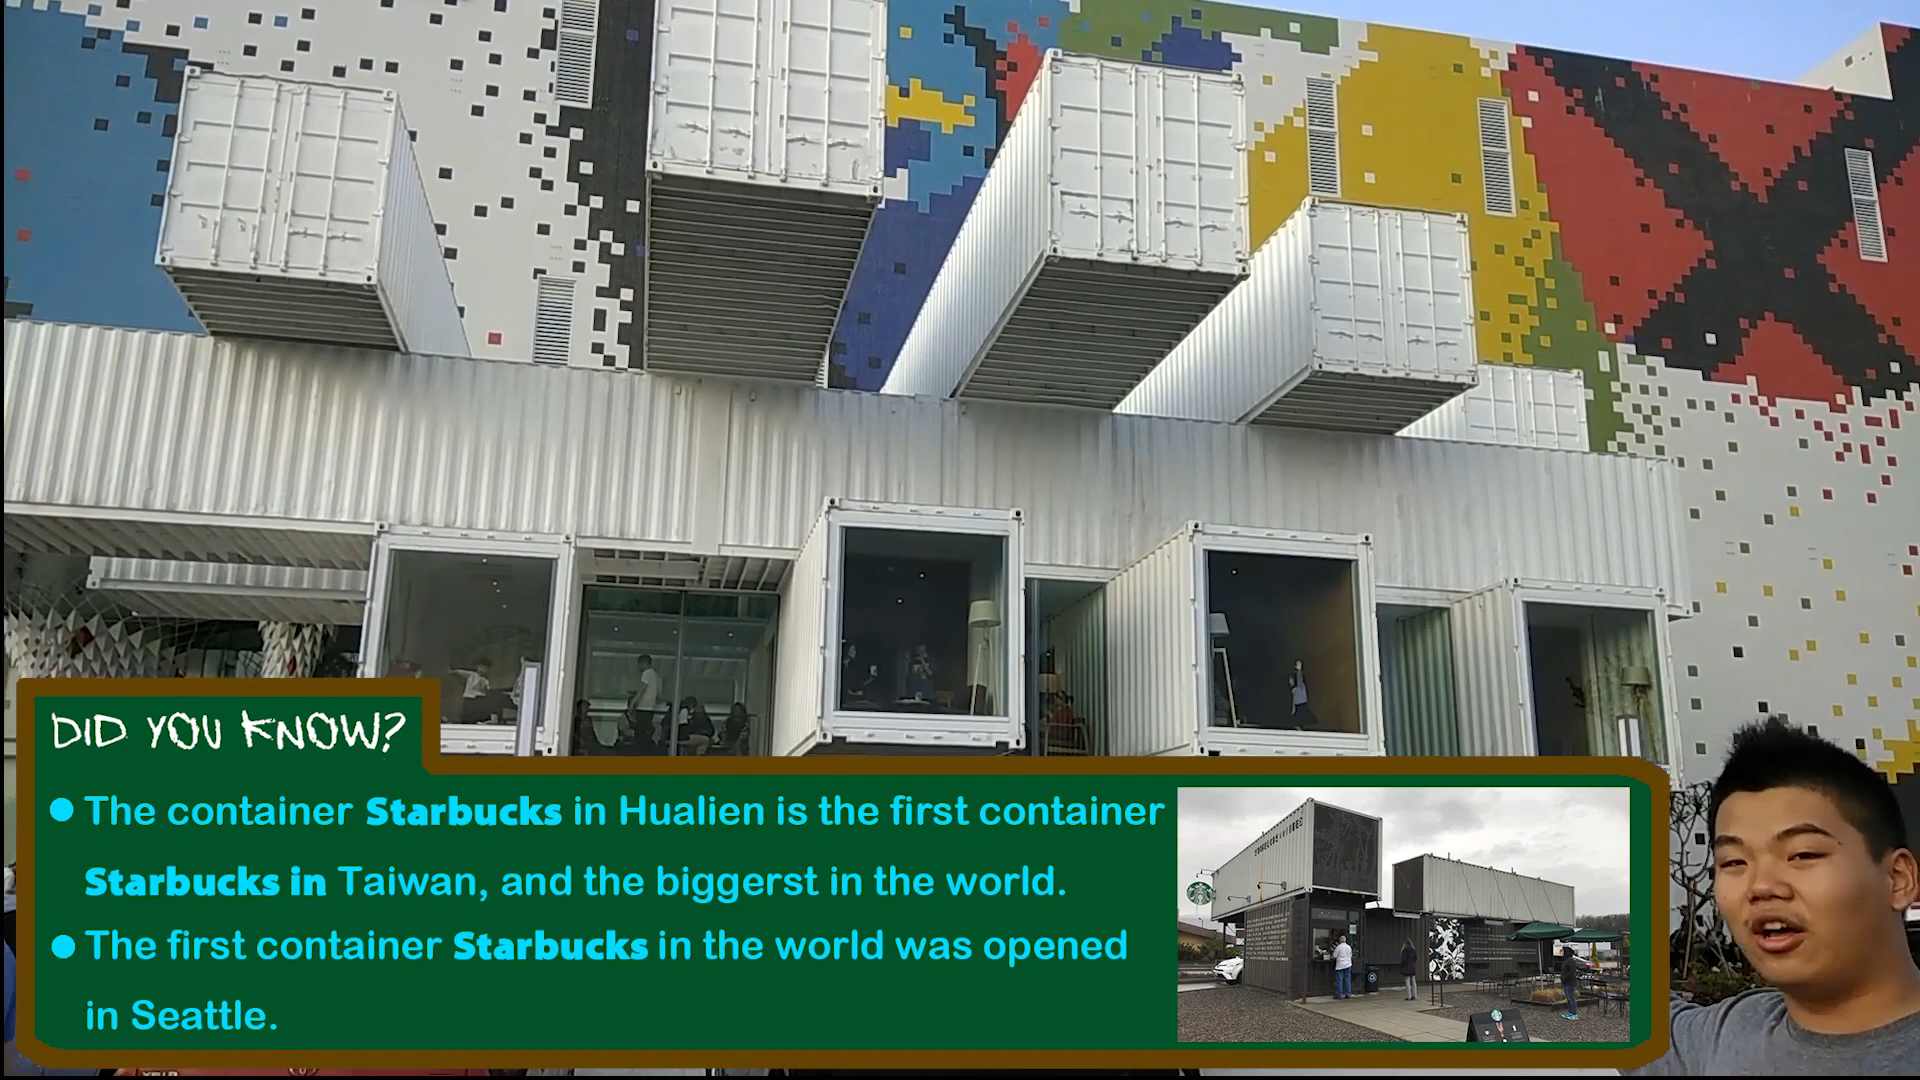 DID YOU KNOW?
The container Starbucks in Hualien is the first container
Starbucks in Taiwan, and the biggerst in the world.
The first container Starbucks in the world was opened
in Seattle.